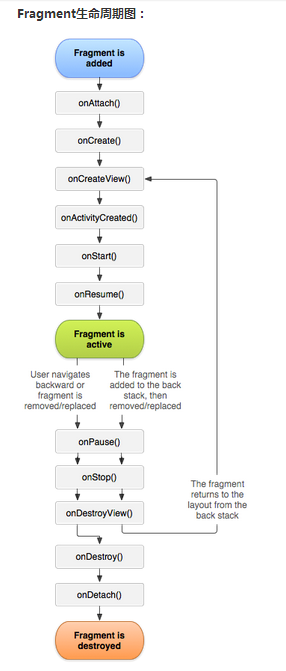 Fragment生命周期图：
Fragment is
added
onAttach()
onCreate()
onCreateView()
onActivityCreated()
onStart()
onResume()
Fragment is
active
User navigates
backward or
fragment is
removed/replaced
The fragment is
added to the back
stack, then
removed/replaced
onPause()
onStop()
onDestroyView()
The fragment
returns to the
layout from the
back stack
onDestroy()
onDetach()
Fragment is
destroyed